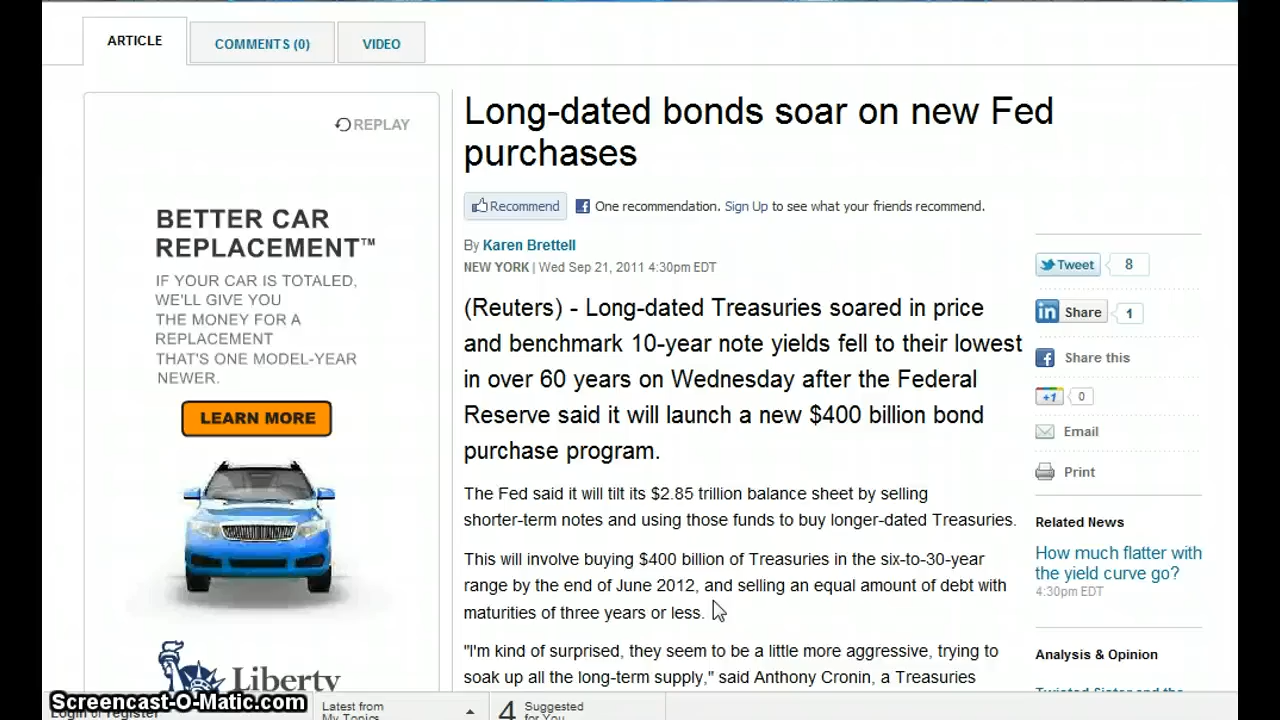 ARTICLE
COMMENTS (0)
VIDEO
REPLAY
BETTER CAR
REPLACEMENT™
IF YOUR CAR IS TOTALED,
WE'LL GIVE YOU
THE MONEY FOR A
REPLACEMENT
THAT'S ONE MODEL-YEAR
NEWER.
LEARN MORE
Liberty
Long-dated bonds soar on new Fed
purchases
Recommend
One recommendation. Sign Up to see what your friends recommend.
By Karen Brettell
NEW YORK | Wed Sep 21, 2011 4:30pm EDT
(Reuters) - Long-dated Treasuries soared in price
and benchmark 10-year note yields fell to their lowest
in over 60 years on Wednesday after the Federal
Reserve said it will launch a new $400 billion bond
purchase program.
The Fed said it will tilt its $2.85 trillion balance sheet by selling
shorter-term notes and using those funds to buy longer-dated Treasuries.
This will involve buying $400 billion of Treasuries in the six-to-30-year
range by the end of June 2012, and selling an equal amount of debt with
maturities of three years or less.
"I'm kind of surprised, they seem to be a little more aggressive, trying to
soak up all the long-term supply," said Anthony Cronin, a Treasuries
Tweet 8
Share 1
Share this
+1 0
Email
Print
Related News
How much flatter with
the yield curve go?
4:30pm EDT
Analysis & Opinion
Twisted Sister and the
Screencast-O-Matic.com
Login or register
Latest from
My Topics
4 Suggested
for You